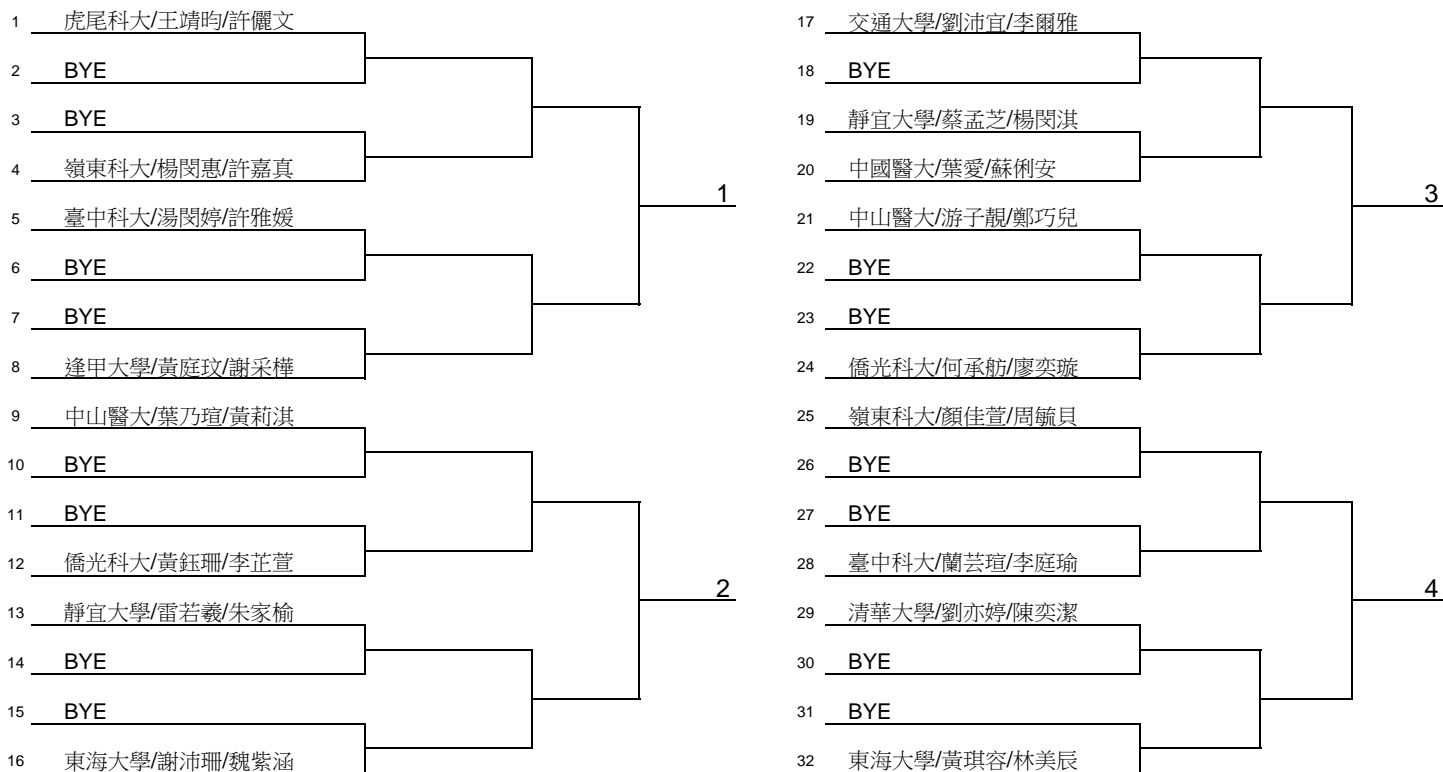 1 虎尾科大/王靖昀/許儷文
2 BYE
3 BYE
4 嶺東科大/楊閔惠/許嘉真
5 臺中科大/湯閔婷/許雅媛
6 BYE
7 BYE
8 逢甲大學/黃庭玟/謝采樺
1
9 中山醫大/葉乃瑄/黃莉淇
10 BYE
11 BYE
12 僑光科大/黃鈺珊/李芷萱
13 靜宜大學/雷若羲/朱家榆
14 BYE
15 BYE
16 東海大學/謝沛珊/魏紫涵
2
17 交通大學/劉沛宜/李爾雅
18 BYE
19 靜宜大學/蔡孟芝/楊閔淇
20 中國醫大/葉愛/蘇俐安
21 中山醫大/游子靚/鄭巧兒
22 BYE
23 BYE
24 僑光科大/何承舫/廖奕璇
3
25 嶺東科大/顏佳萱/周毓貝
26 BYE
27 BYE
28 臺中科大/蘭芸瑄/李庭瑜
29 清華大學/劉亦婷/陳奕潔
30 BYE
31 BYE
32 東海大學/黃琪容/林美辰
4